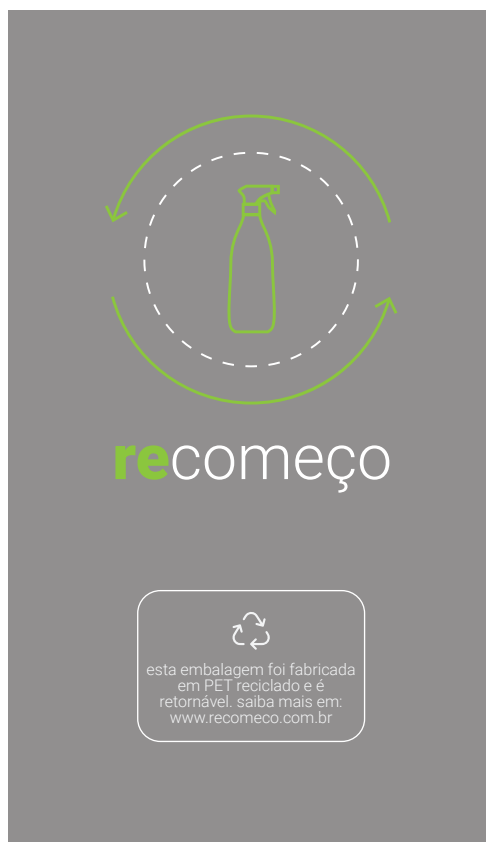 recomeço
esta embalagem foi fabricada
em PET reciclado e é
retornável. saiba mais em:
www.recomeco.com.br